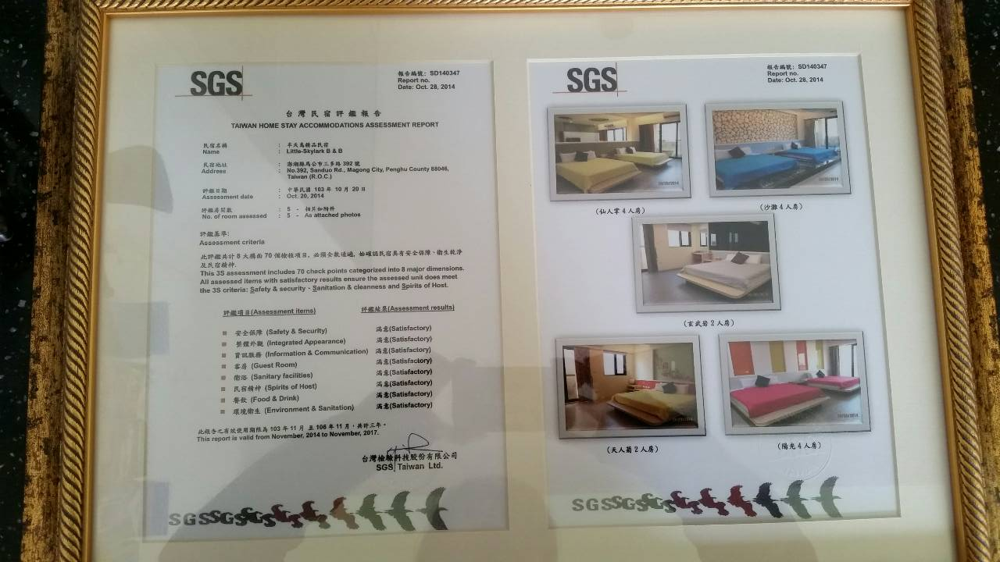 SGS
報告編號: SD140347
Report no.
Date: Oct. 28, 2014
台灣民宿評鑑報告
TAIWAN HOME STAY ACCOMMODATIONS ASSESSMENT REPORT
民宿名稱 : 半天鳥精品民宿
Name : Little-Skylark B & B
民宿地址 : 澎湖縣馬公市三多路 392 號
Address : No.392, Sanduo Rd., Magong City, Penghu County 88046,
Taiwan (R.O.C.)
評鑑日期 : 中華民國 103 年 10 月 20 日
Assessment date : Oct. 20, 2014
評鑑房間數 : 5 - 相片如附件
No. of room assessed : 5 - As attached photos
評鑑基準:
Assessment criteria
此評鑑共計 8 大構面 70 個檢核項目, 必須全數通過, 始確認民宿具有安全保障、衛生乾淨
及民宿精神.
This 3S assessment includes 70 check points categorized into 8 major dimensions.
All assessed items with satisfactory results ensure the assessed unit does meet
the 3S criteria: Safety & security、Sanitation & cleanness and Spirits of Host.
評鑑項目(Assessment items) 評鑑結果(Assessment results)
安全保障 (Safety & Security) 滿意(Satisfactory)
整體外觀 (Integrated Appearance) 滿意(Satisfactory)
資訊服務 (Information & Communication) 滿意(Satisfactory)
客房 (Guest Room) 滿意(Satisfactory)
衛浴 (Sanitary facilities) 滿意(Satisfactory)
民宿精神 (Spirits of Host) 滿意(Satisfactory)
餐飲 (Food & Drink) 滿意(Satisfactory)
環境衛生 (Environment & Sanitation) 滿意(Satisfactory)
此報告之有效使用期限為 103 年 11 月 至 106 年 11 月，共計三年。
This report is valid from November, 2014 to November, 2017.
台灣檢驗科技股份有限公司
SGS Taiwan Ltd.
SGSSGS
SGS
報告編號: SD140347
Report no.
Date: Oct. 28, 2014
(仙人掌 4 人房)
(沙灘 4 人房)
(玄武岩 2 人房)
(天人菊 2 人房)
(陽光 4 人房)
SGSSGS